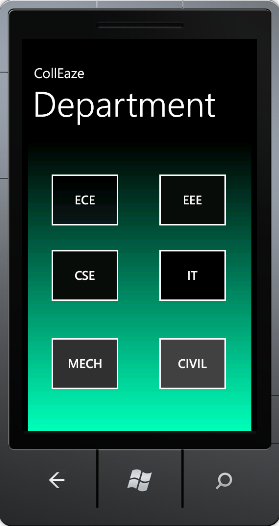 CollEaze
Department
ECE EEE
CSE IT
MECH CIVIL